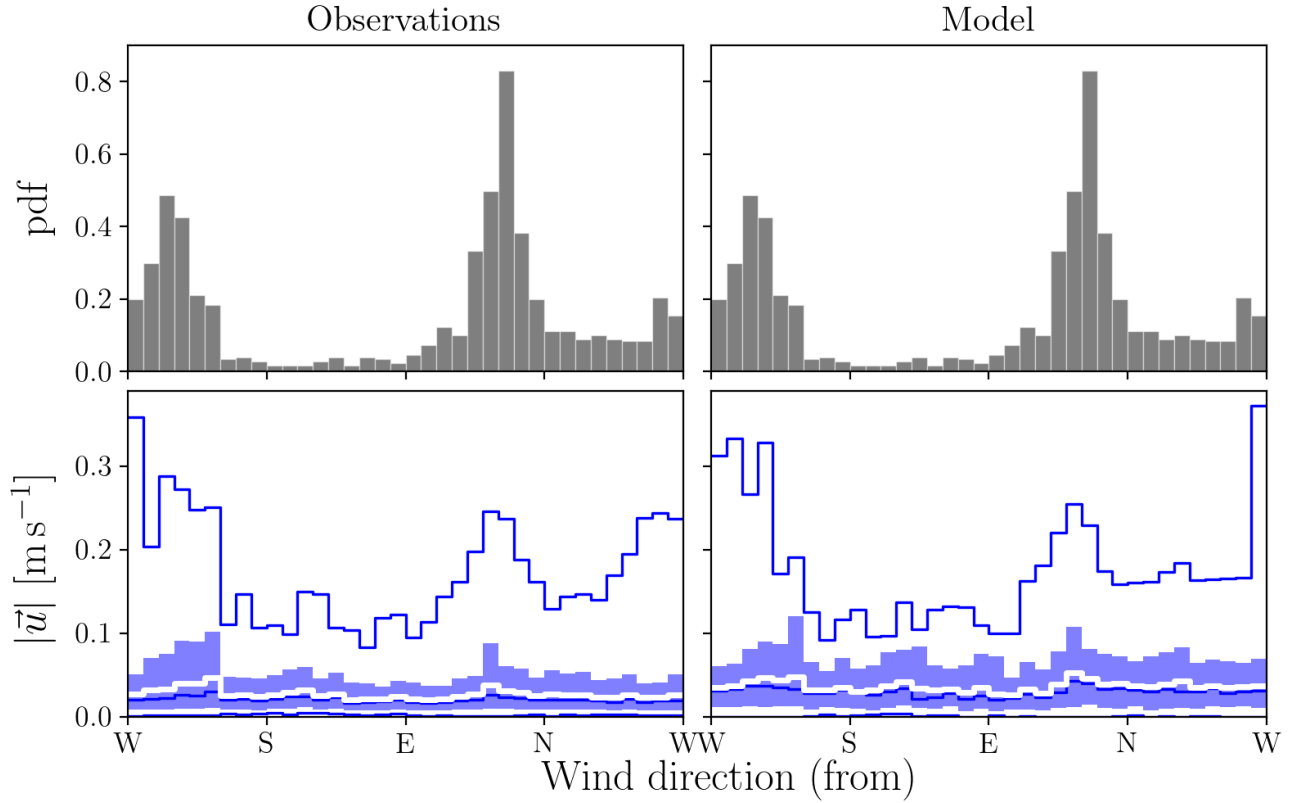 Observations Model
pdf
0.8
0.6
0.4
0.2
0.0
|u⃗| [m s⁻¹]
0.3
0.2
0.1
0.0
W S E N W W S E N W
Wind direction (from)